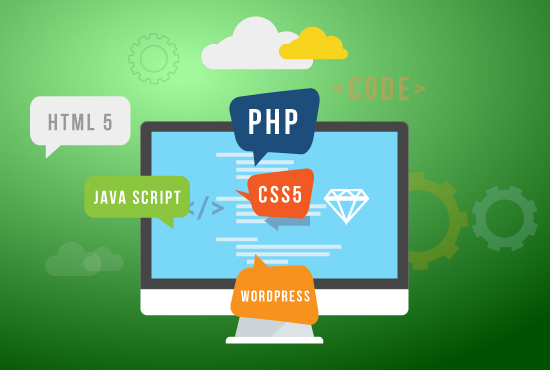 <CODE>
HTML 5
PHP
JAVA SCRIPT
</>
CSS5
WORDPRESS